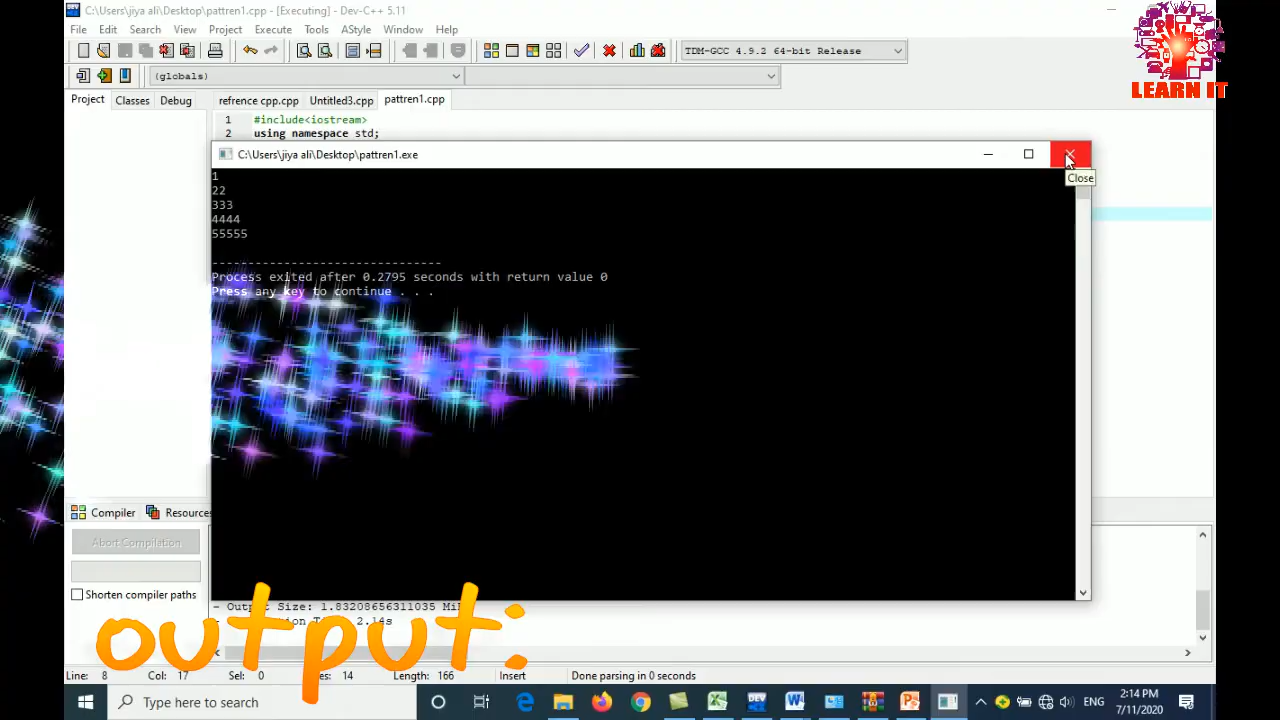 C:\Users\jiya ali\Desktop\pattren1.cpp - [Executing] - Dev-C++ 5.11
File Edit Search View Project Execute Tools AStyle Window Help
TDM-GCC 4.9.2 64-bit Release
(globals)
LEARN IT
Project Classes Debug refrence cpp.cpp Untitled3.cpp pattren1.cpp
1 #include<iostream>
2 using namespace std;
C:\Users\jiya ali\Desktop\pattren1.exe
Close
1
22
333
4444
55555
--------------------------------
Process exited after 0.2795 seconds with return value 0
Press any key to continue . . .
Compiler Resources
Abort Compilation
Shorten compiler paths
- Output Size: 1.83208656311035 MiB
2.14s
output:
Line: 8 Col: 17 Sel: 0 14 Length: 166 Insert Done parsing in 0 seconds
Type here to search
ENG
2:14 PM
7/11/2020